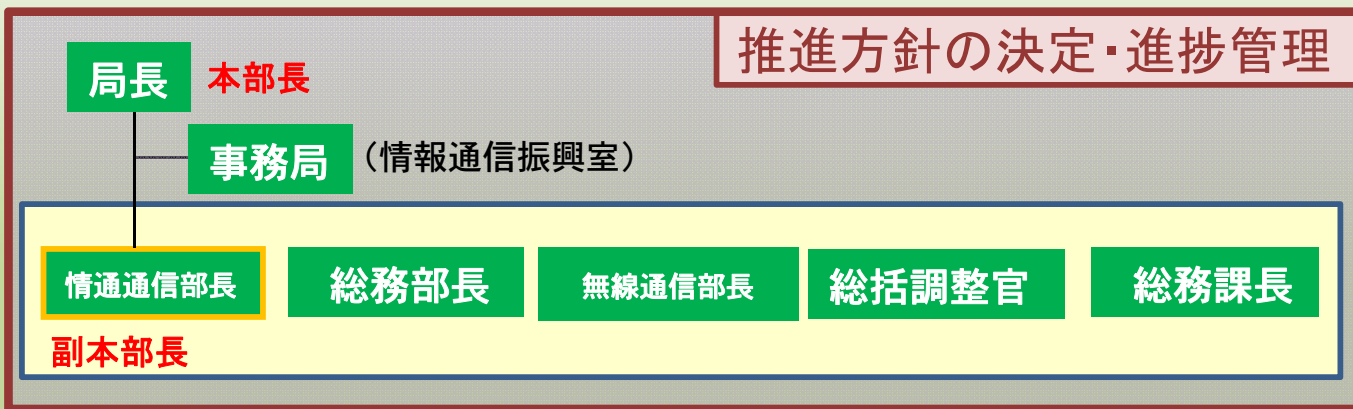 推進方針の決定・進捗管理
局長 本部長
事務局 （情報通信振興室）
情通通信部長 総務部長 無線通信部長 総括調整官 総務課長
副本部長